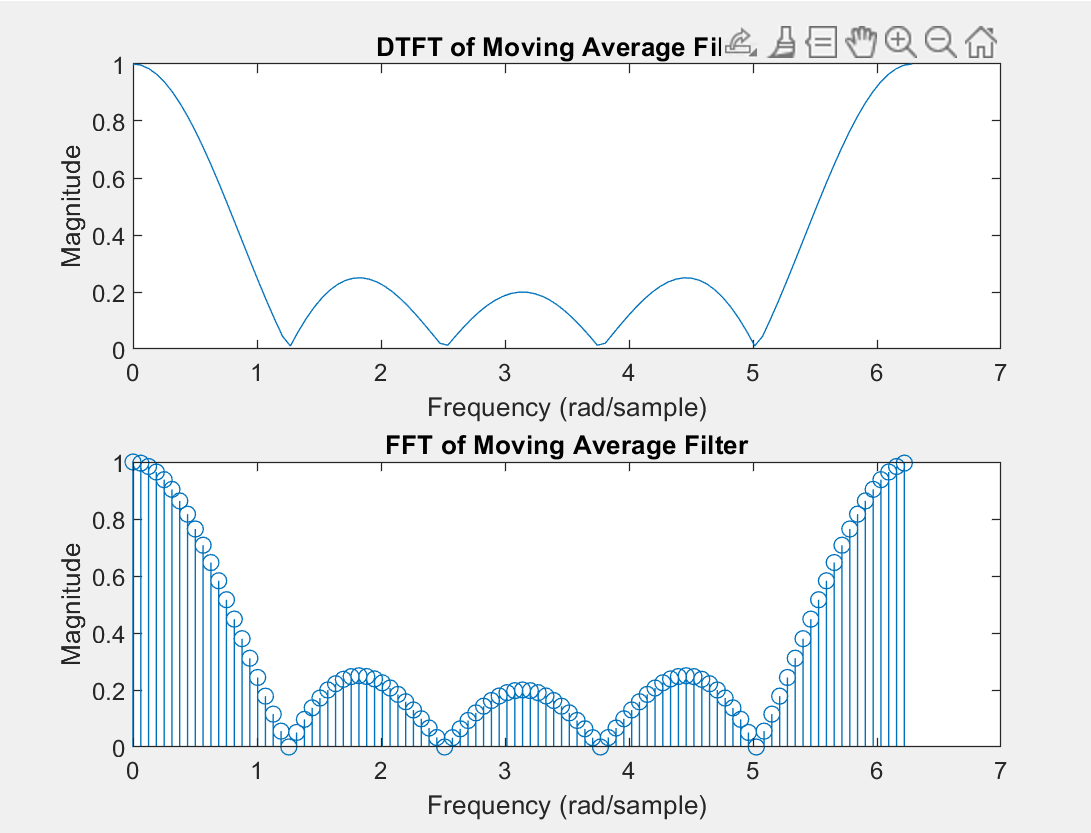 DTFT of Moving Average Fil
1
0.8
0.6
0.4
0.2
0
Magnitude
0 1 2 3 4 5 6 7
Frequency (rad/sample)
FFT of Moving Average Filter
1
0.8
0.6
0.4
0.2
0
Magnitude
0 1 2 3 4 5 6 7
Frequency (rad/sample)